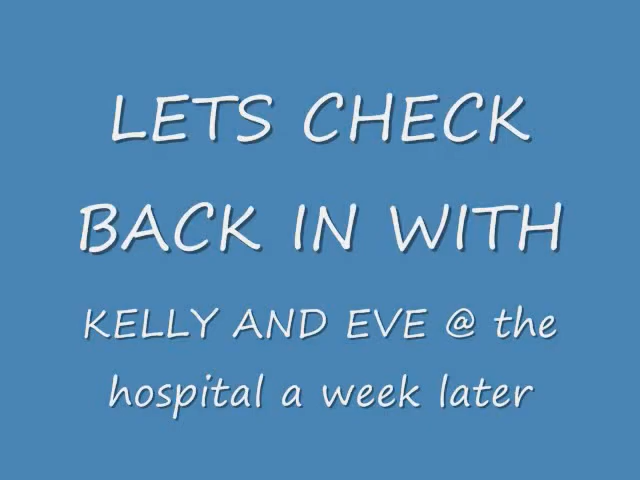 LETS CHECK
BACK IN WITH
KELLY AND EVE @ the
hospital a week later